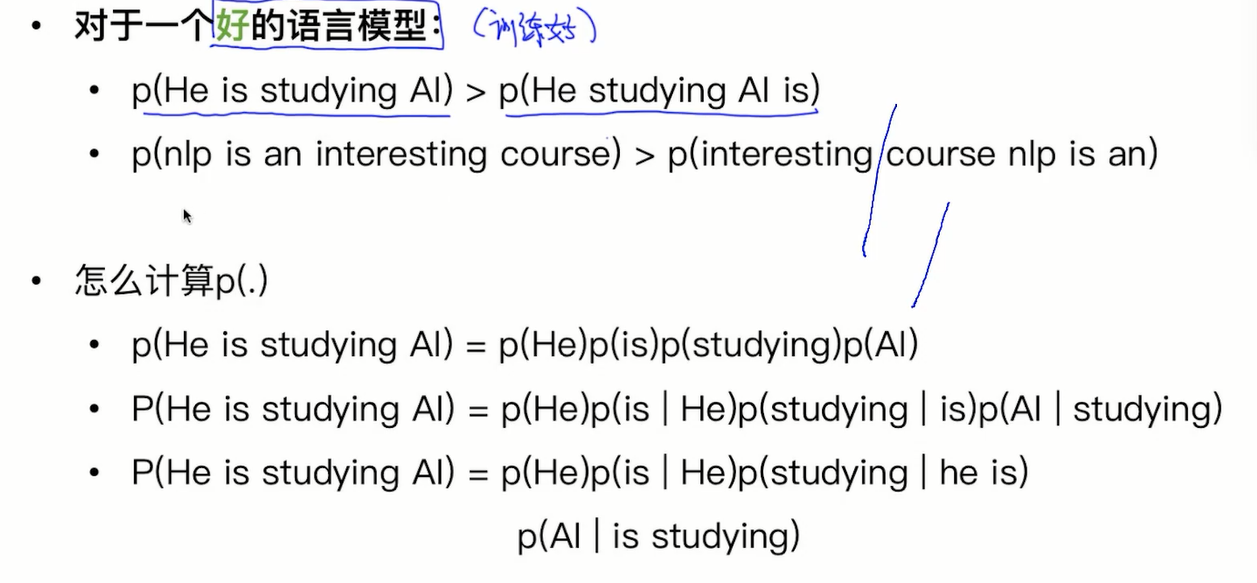 • 对于一个好的语言模型: (训练好)
• p(He is studying AI) > p(He studying AI is)
• p(nlp is an interesting course) > p(interesting course nlp is an)
• 怎么计算p(.)
• p(He is studying AI) = p(He)p(is)p(studying)p(AI)
• P(He is studying AI) = p(He)p(is | He)p(studying | is)p(AI | studying)
• P(He is studying AI) = p(He)p(is | He)p(studying | he is)
p(AI | is studying)